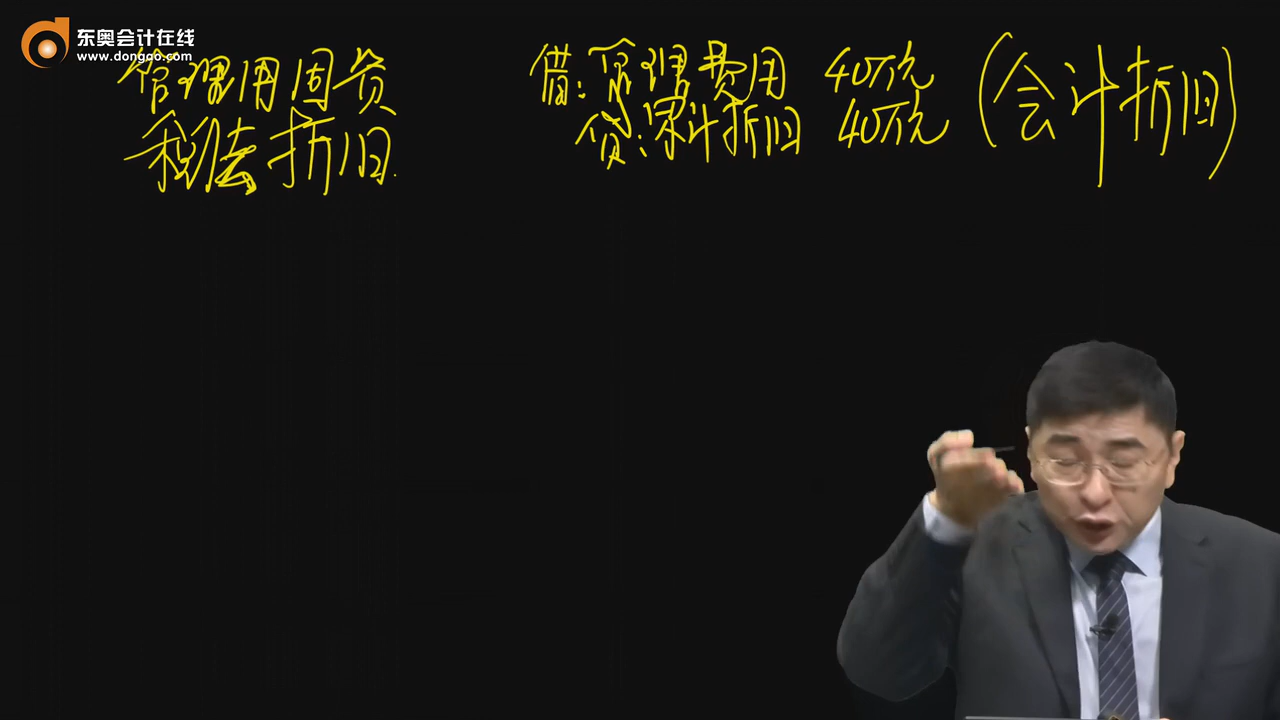 东奥会计在线
www.dongao.com
管理用固资
税法折旧
借:管理费用 40万元
贷:累计折旧 40万元
(会计折旧)